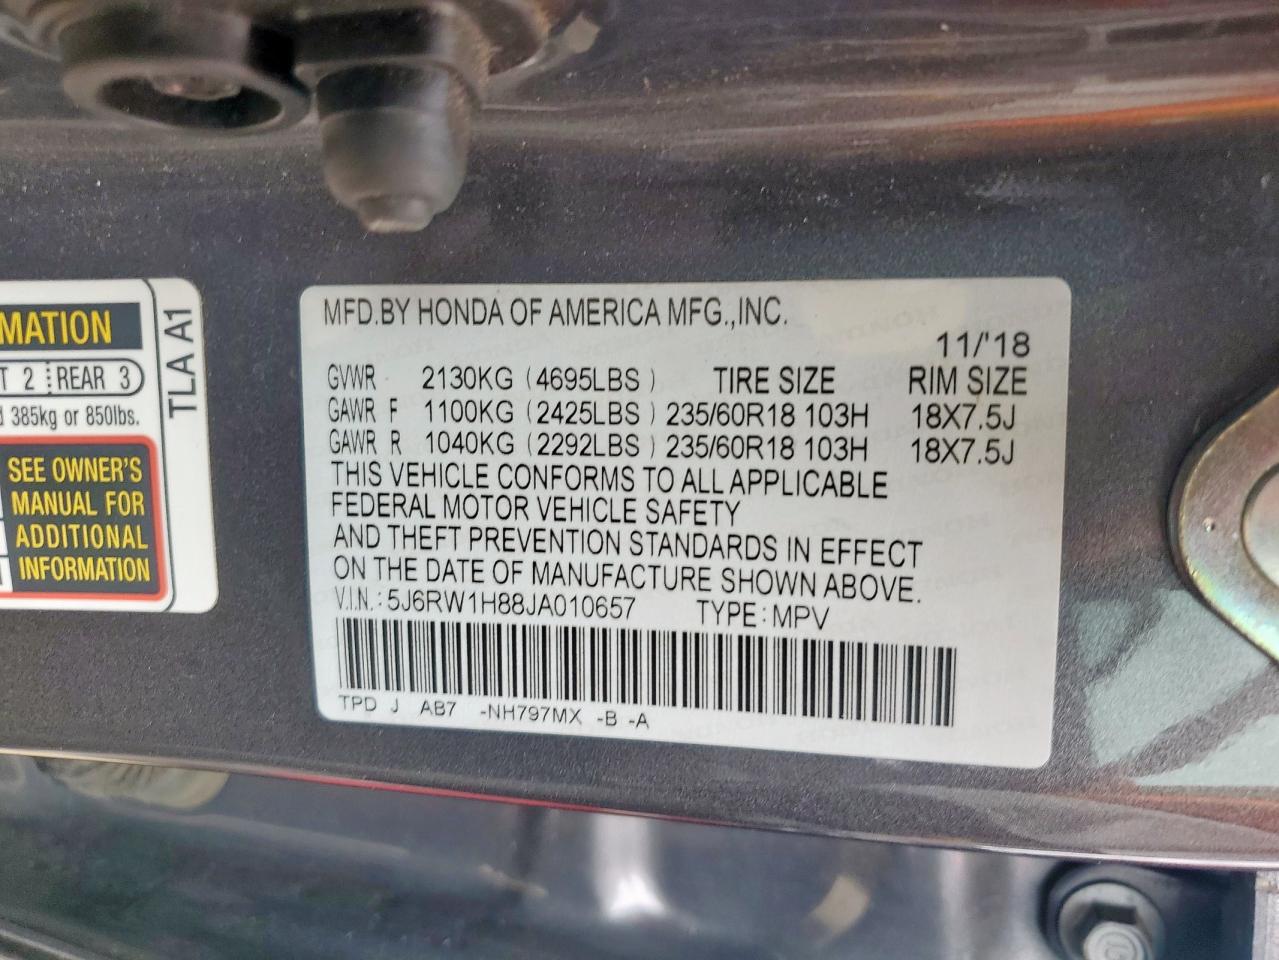 MATION
T 2 REAR 3
385kg or 850lbs.
SEE OWNER'S
MANUAL FOR
ADDITIONAL
INFORMATION
TLA A1
MFD.BY HONDA OF AMERICA MFG.,INC.
11/'18
GVWR 2130KG (4695LBS) TIRE SIZE RIM SIZE
GAWR F 1100KG (2425LBS) 235/60R18 103H 18X7.5J
GAWR R 1040KG (2292LBS) 235/60R18 103H 18X7.5J
THIS VEHICLE CONFORMS TO ALL APPLICABLE
FEDERAL MOTOR VEHICLE SAFETY
AND THEFT PREVENTION STANDARDS IN EFFECT
ON THE DATE OF MANUFACTURE SHOWN ABOVE.
V.I.N.: 5J6RW1H88JA010657 TYPE: MPV
TPD J AB7 -NH797MX -B -A